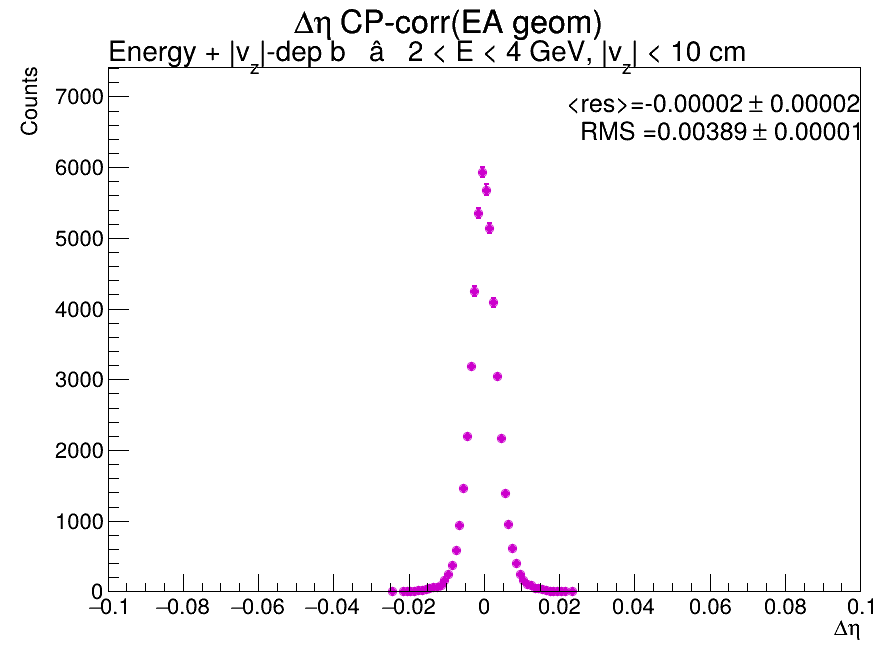 Δη CP-corr(EA geom)
Energy + |v_z|-dep b â 2 < E < 4 GeV, |v_z| < 10 cm
Counts
<res>=-0.00002 ± 0.00002
RMS =0.00389 ± 0.00001
7000
6000
5000
4000
3000
2000
1000
0
−0.1 −0.08 −0.06 −0.04 −0.02 0 0.02 0.04 0.06 0.08 0.1
Δη